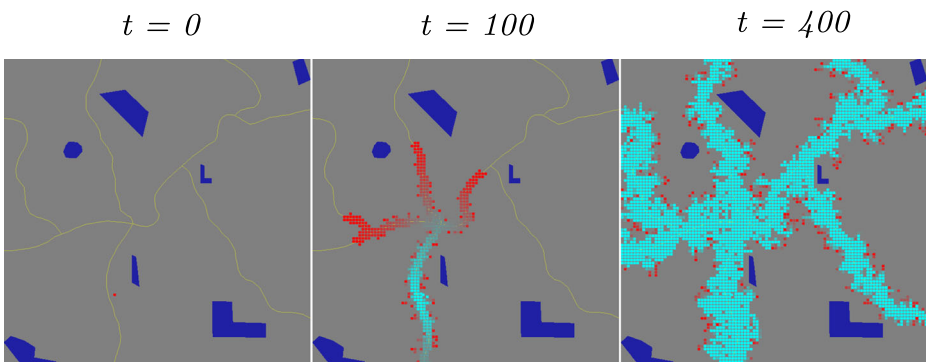 t = 0
t = 100
t = 400